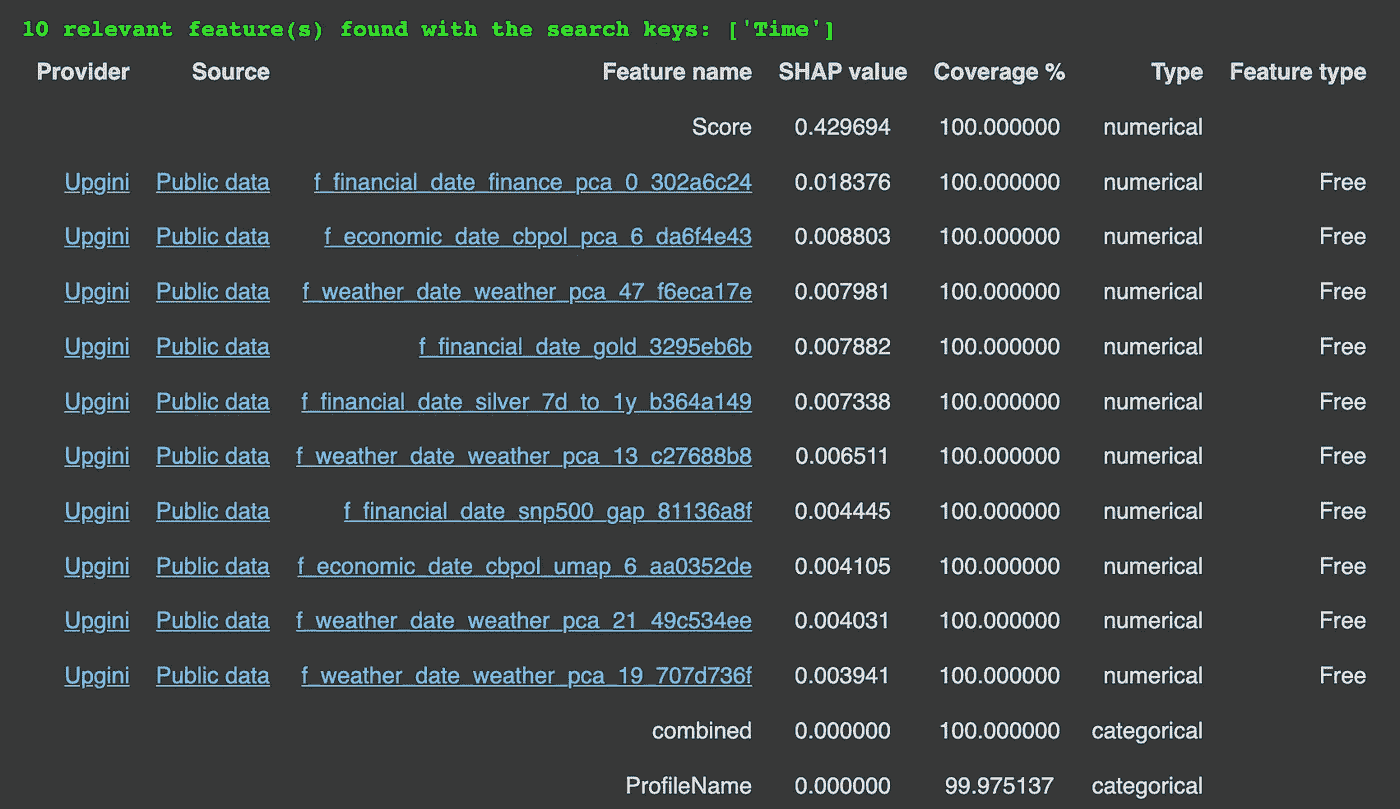 10 relevant feature(s) found with the search keys: ['Time']
Provider Source Feature name SHAP value Coverage % Type Feature type
Score 0.429694 100.000000 numerical
Upgini Public data f_financial_date_finance_pca_0_302a6c24 0.018376 100.000000 numerical Free
Upgini Public data f_economic_date_cbpol_pca_6_da6f4e43 0.008803 100.000000 numerical Free
Upgini Public data f_weather_date_weather_pca_47_f6eca17e 0.007981 100.000000 numerical Free
Upgini Public data f_financial_date_gold_3295eb6b 0.007882 100.000000 numerical Free
Upgini Public data f_financial_date_silver_7d_to_1y_b364a149 0.007338 100.000000 numerical Free
Upgini Public data f_weather_date_weather_pca_13_c27688b8 0.006511 100.000000 numerical Free
Upgini Public data f_financial_date_snp500_gap_81136a8f 0.004445 100.000000 numerical Free
Upgini Public data f_economic_date_cbpol_umap_6_aa0352de 0.004105 100.000000 numerical Free
Upgini Public data f_weather_date_weather_pca_21_49c534ee 0.004031 100.000000 numerical Free
Upgini Public data f_weather_date_weather_pca_19_707d736f 0.003941 100.000000 numerical Free
combined 0.000000 100.000000 categorical
ProfileName 0.000000 99.975137 categorical